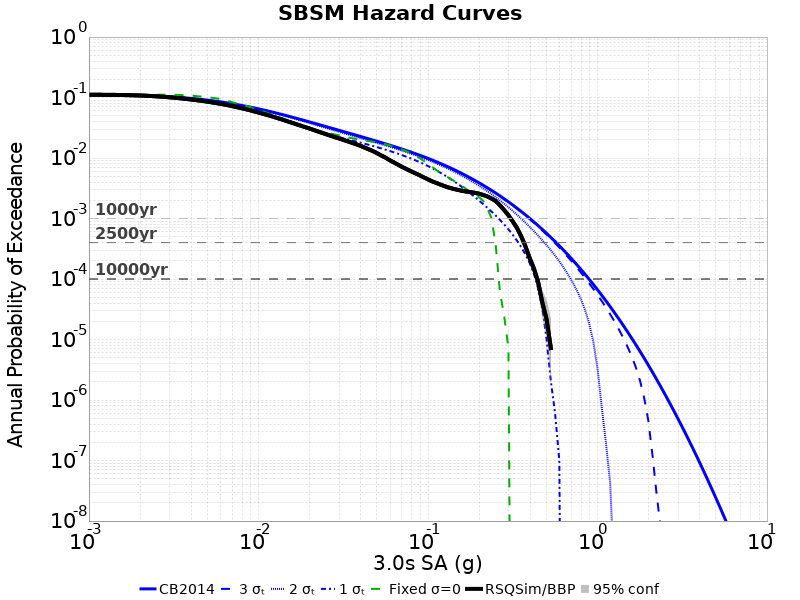 SBSM Hazard Curves
Annual Probability of Exceedance
10⁰
10⁻¹
10⁻²
10⁻³
10⁻⁴
10⁻⁵
10⁻⁶
10⁻⁷
10⁻⁸
1000yr
2500yr
10000yr
10⁻³ 10⁻² 10⁻¹ 10⁰ 10¹
3.0s SA (g)
CB2014 3 σₜ 2 σₜ 1 σₜ Fixed σ=0 RSQSim/BBP 95% conf